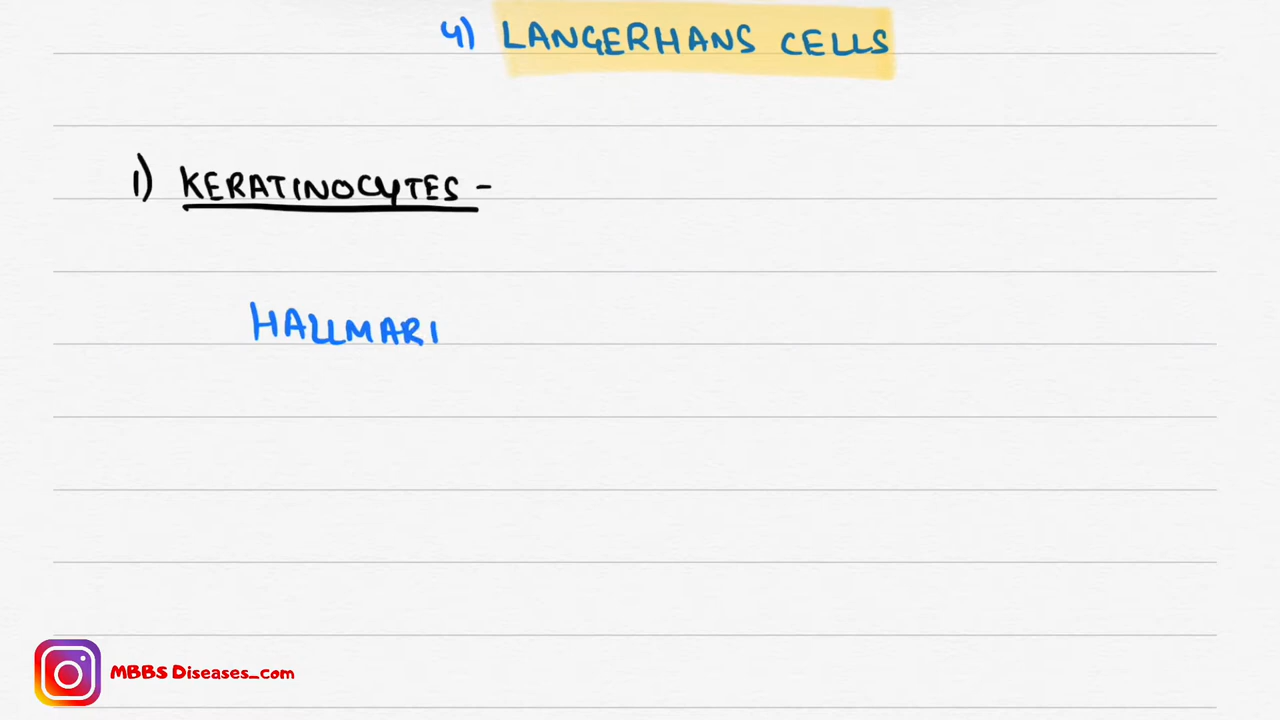 4) LANGERHANS CELLS
1) KERATINOCYTES -
HALLMARI
MBBS Diseases_com